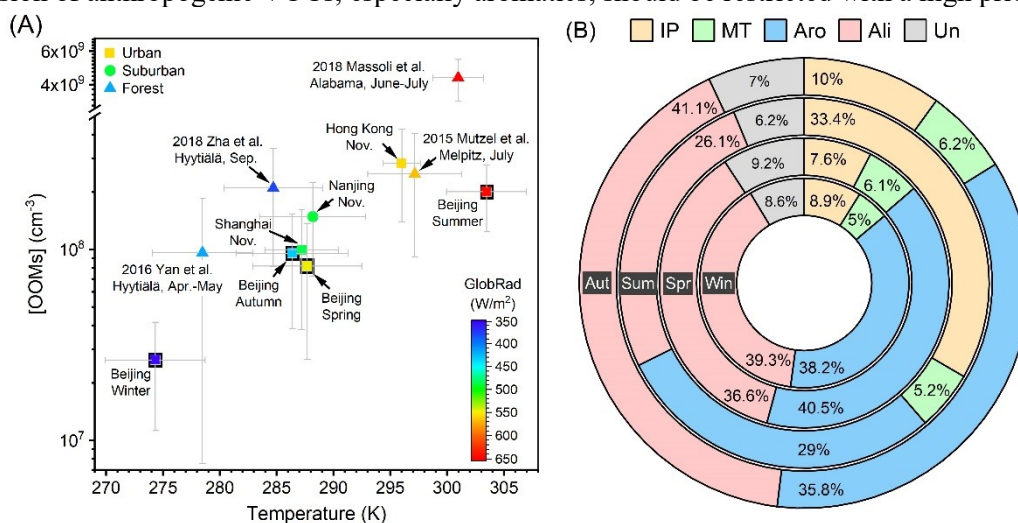 (A)
6x10⁹
4x10⁹
10⁸
10⁷
[OOMs] (cm⁻³)
Urban
Suburban
Forest
2018 Massoli et al.
Alabama, June-July
2018 Zha et al.
Hyytiälä, Sep.
Hong Kong
Nov.
2015 Mutzel et al.
Melpitz, July
Nanjing
Nov.
Beijing
Summer
Shanghai
Nov.
2016 Yan et al.
Hyytiälä, Apr.-May
Beijing
Autumn
Beijing
Spring
Beijing
Winter
GlobRad
(W/m²)
350
400
450
500
550
600
650
270 275 280 285 290 295 300 305
Temperature (K)
(B) IP MT Aro Ali Un
7% 10%
41.1% 6.2% 33.4% 6.2%
26.1% 9.2% 7.6% 6.1%
8.6% 8.9% 5%
Aut Sum Spr Win
39.3% 38.2%
36.6% 40.5% 5.2%
29%
35.8%